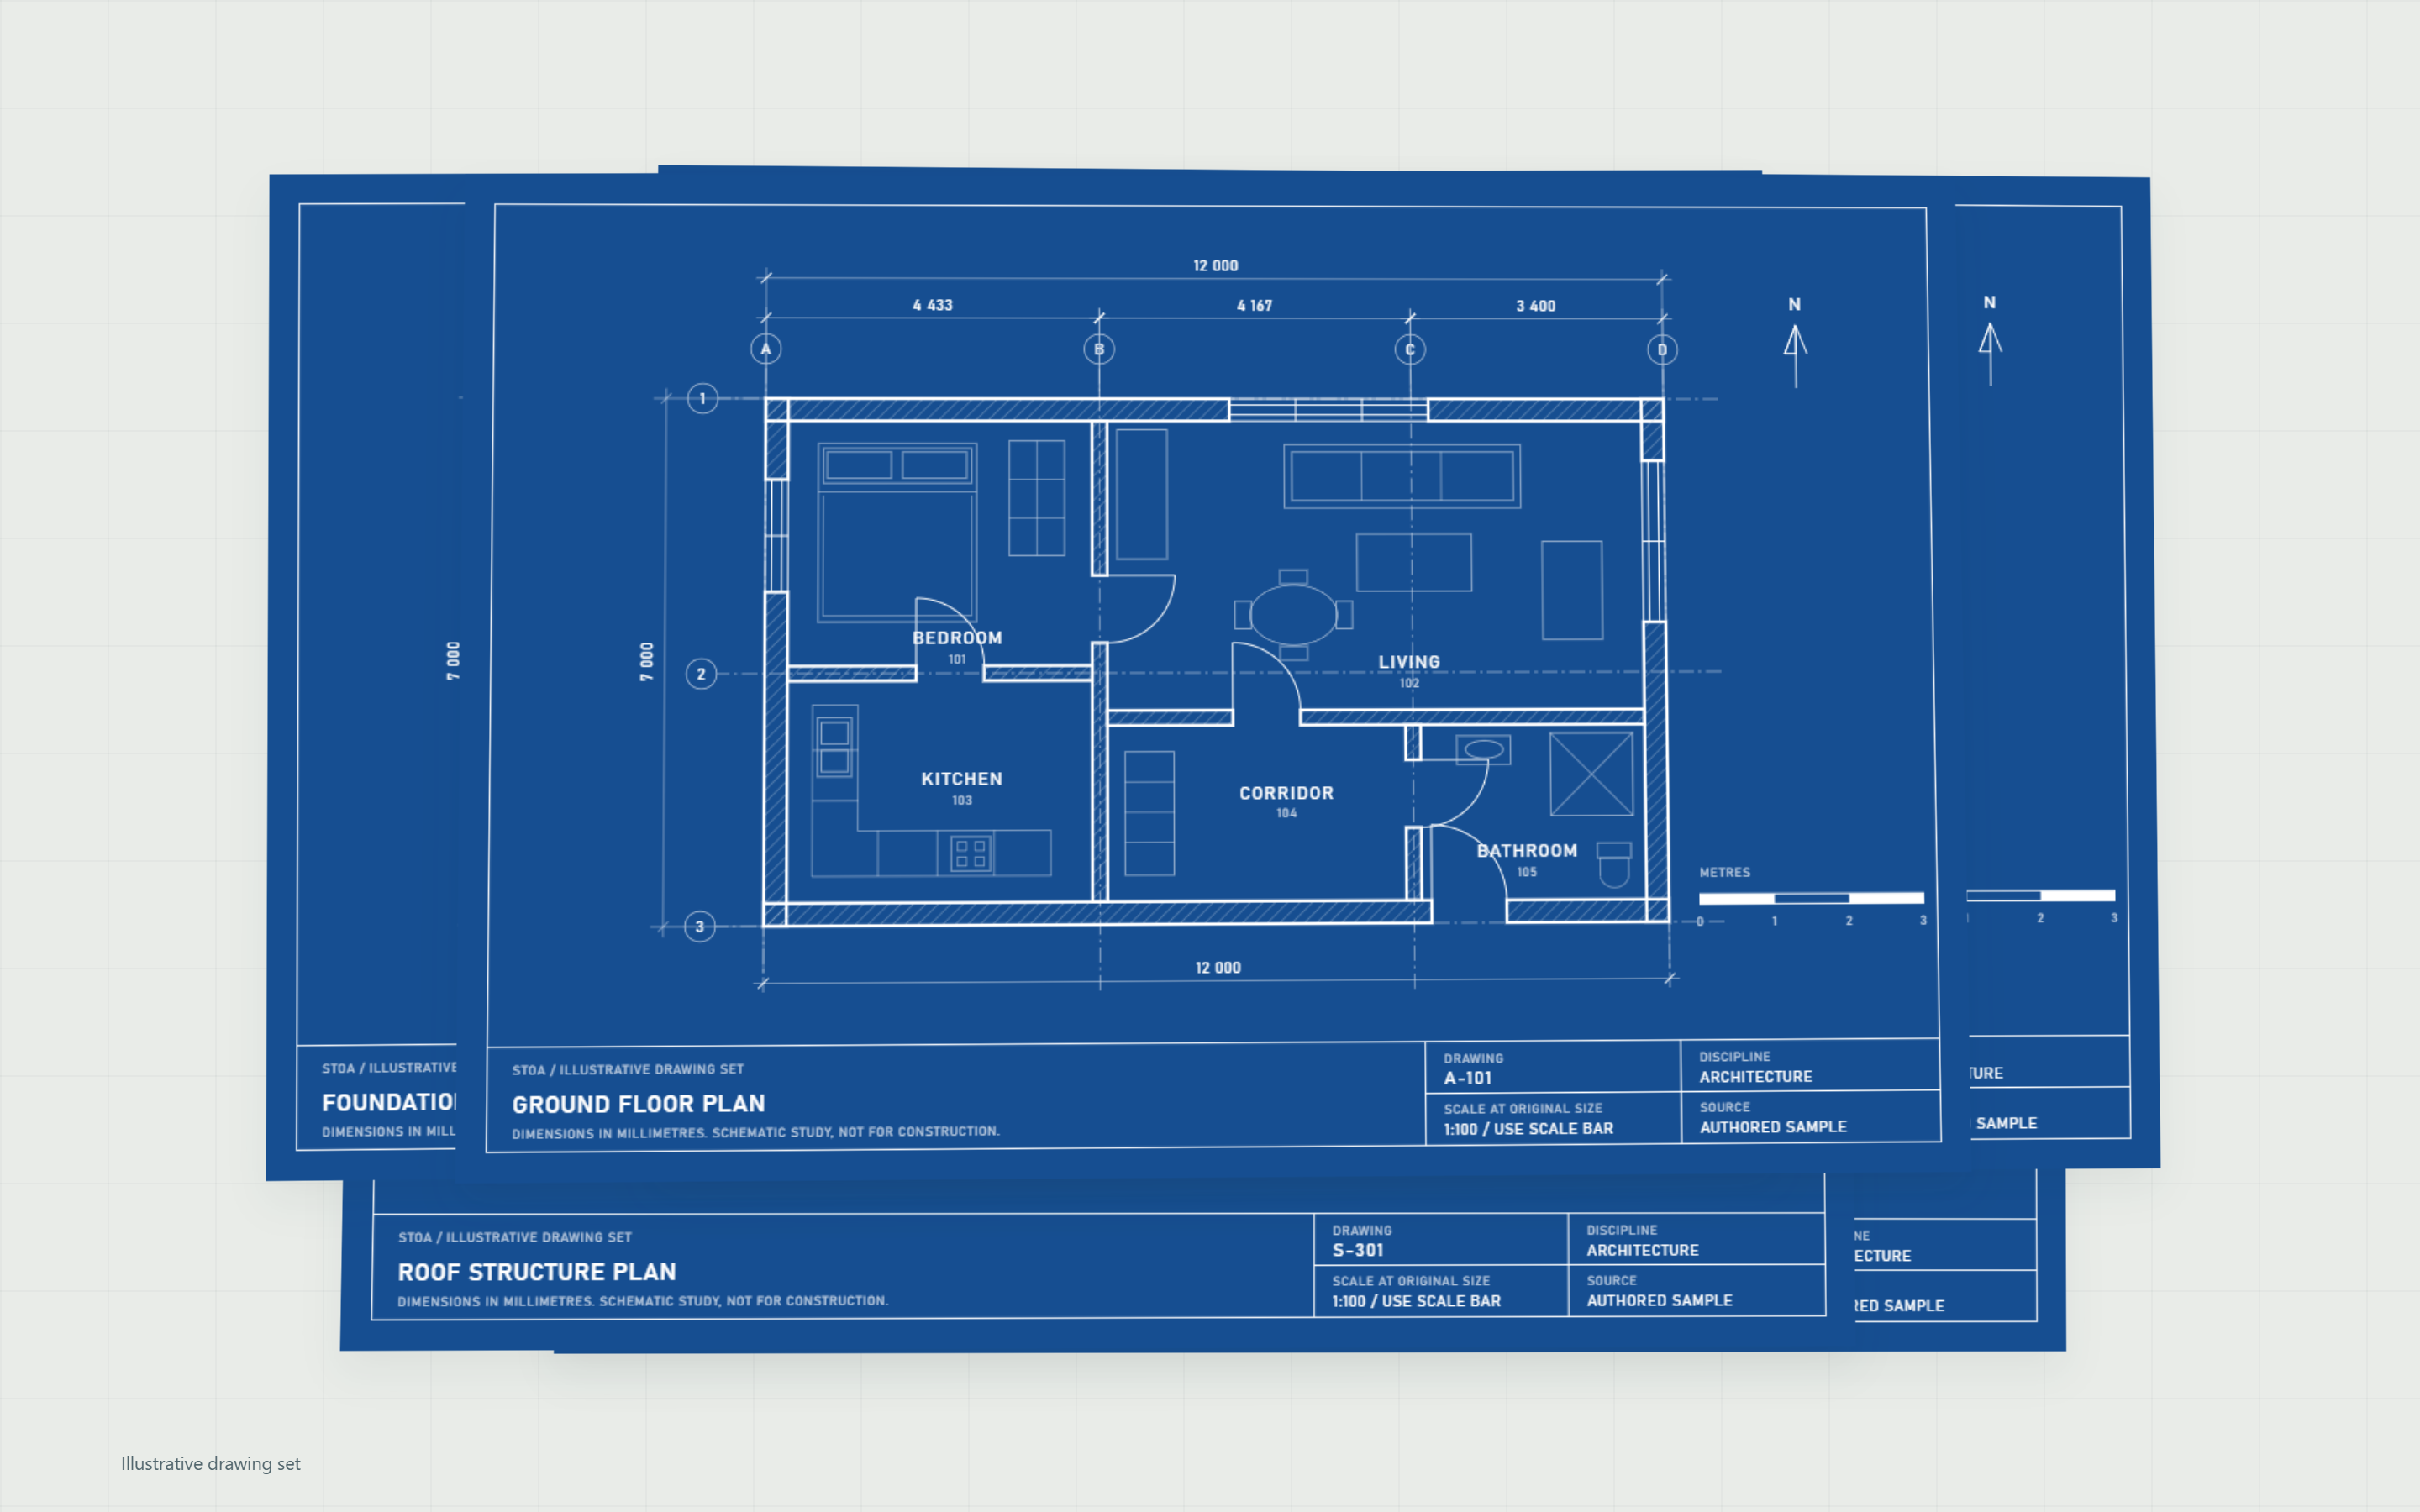 12 000
4 433
4 167
3 400
N
N
A
B
C
D
1
2
3
7 000
7 000
BEDROOM
101
LIVING
102
KITCHEN
103
CORRIDOR
104
BATHROOM
105
METRES
0 1 2 3
2 3
12 000
STOA / ILLUSTRATIVE
FOUNDATIO
DIMENSIONS IN MILL
STOA / ILLUSTRATIVE DRAWING SET
GROUND FLOOR PLAN
DIMENSIONS IN MILLIMETRES. SCHEMATIC STUDY, NOT FOR CONSTRUCTION.
DRAWING
A-101
DISCIPLINE
ARCHITECTURE
SCALE AT ORIGINAL SIZE
1:100 / USE SCALE BAR
SOURCE
AUTHORED SAMPLE
TURE
SAMPLE
STOA / ILLUSTRATIVE DRAWING SET
ROOF STRUCTURE PLAN
DIMENSIONS IN MILLIMETRES. SCHEMATIC STUDY, NOT FOR CONSTRUCTION.
DRAWING
S-301
DISCIPLINE
ARCHITECTURE
SCALE AT ORIGINAL SIZE
1:100 / USE SCALE BAR
SOURCE
AUTHORED SAMPLE
NE
ECTURE
RED SAMPLE
Illustrative drawing set